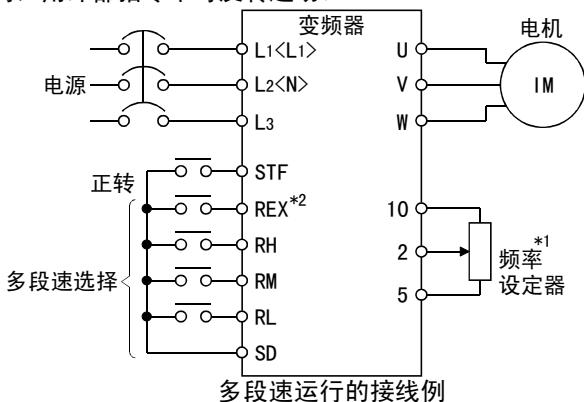 变频器
电机
电源
L1<L1>
L2<N>
L3
U
V
W
IM
正转
STF
REX*2
RH
RM
RL
SD
多段速选择
10
2
5
频率*1
设定器
多段速运行的接线例